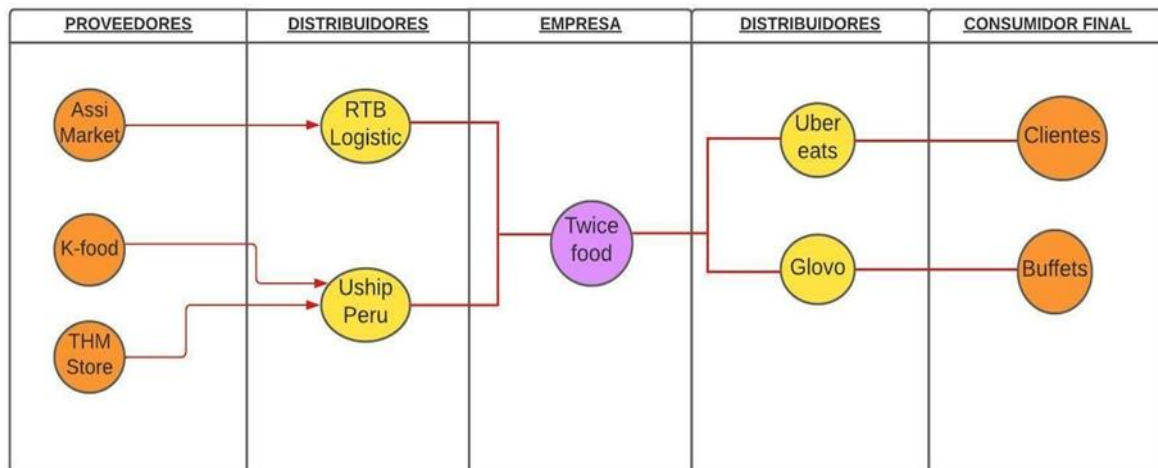 PROVEEDORES
DISTRIBUIDORES
EMPRESA
DISTRIBUIDORES
CONSUMIDOR FINAL
Assi
Market
K-food
THM
Store
RTB
Logistic
Uship
Peru
Twice
food
Uber
eats
Glovo
Clientes
Buffets